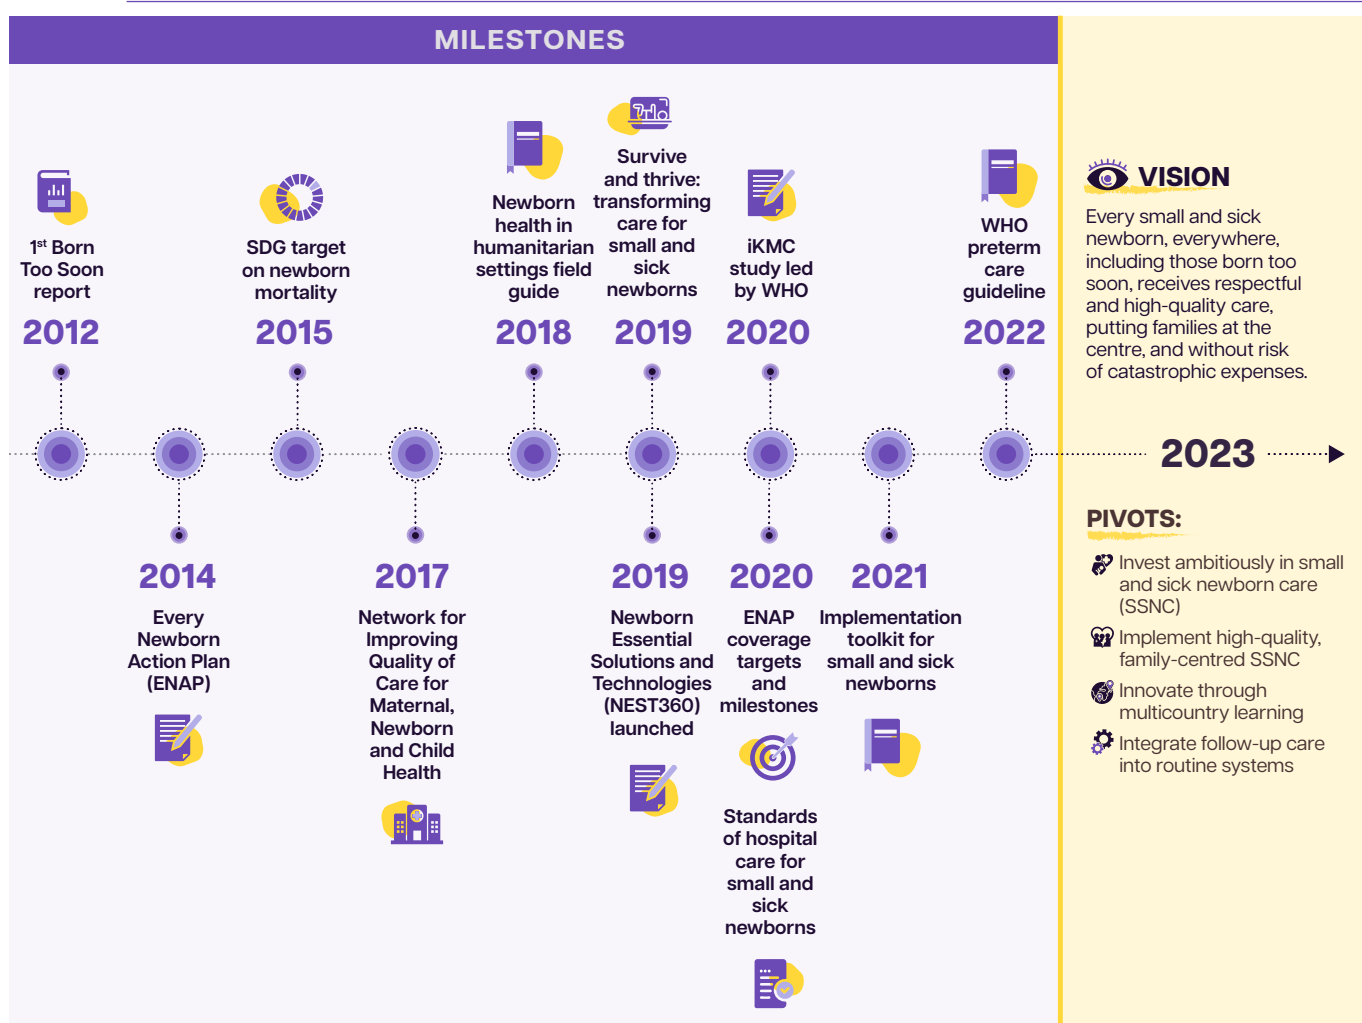 MILESTONES
1st Born
Too Soon
report
2012
SDG target
on newborn
mortality
2015
Newborn
health in
humanitarian
settings field
guide
2018
Survive
and thrive:
transforming
care for
small and
sick
newborns
2019
iKMC
study led
by WHO
2020
WHO
preterm
care
guideline
2022
2014
Every
Newborn
Action Plan
(ENAP)
2017
Network for
Improving
Quality of
Care for
Maternal,
Newborn
and Child
Health
2019
Newborn
Essential
Solutions and
Technologies
(NEST360)
launched
2020
ENAP
coverage
targets
and
milestones
Standards
of hospital
care for
small and
sick
newborns
2021
Implementation
toolkit for
small and sick
newborns
VISION
Every small and sick
newborn, everywhere,
including those born too
soon, receives respectful
and high-quality care,
putting families at the
centre, and without risk
of catastrophic expenses.
2023
PIVOTS:
Invest ambitiously in small
and sick newborn care
(SSNC)
Implement high-quality,
family-centred SSNC
Innovate through
multicountry learning
Integrate follow-up care
into routine systems